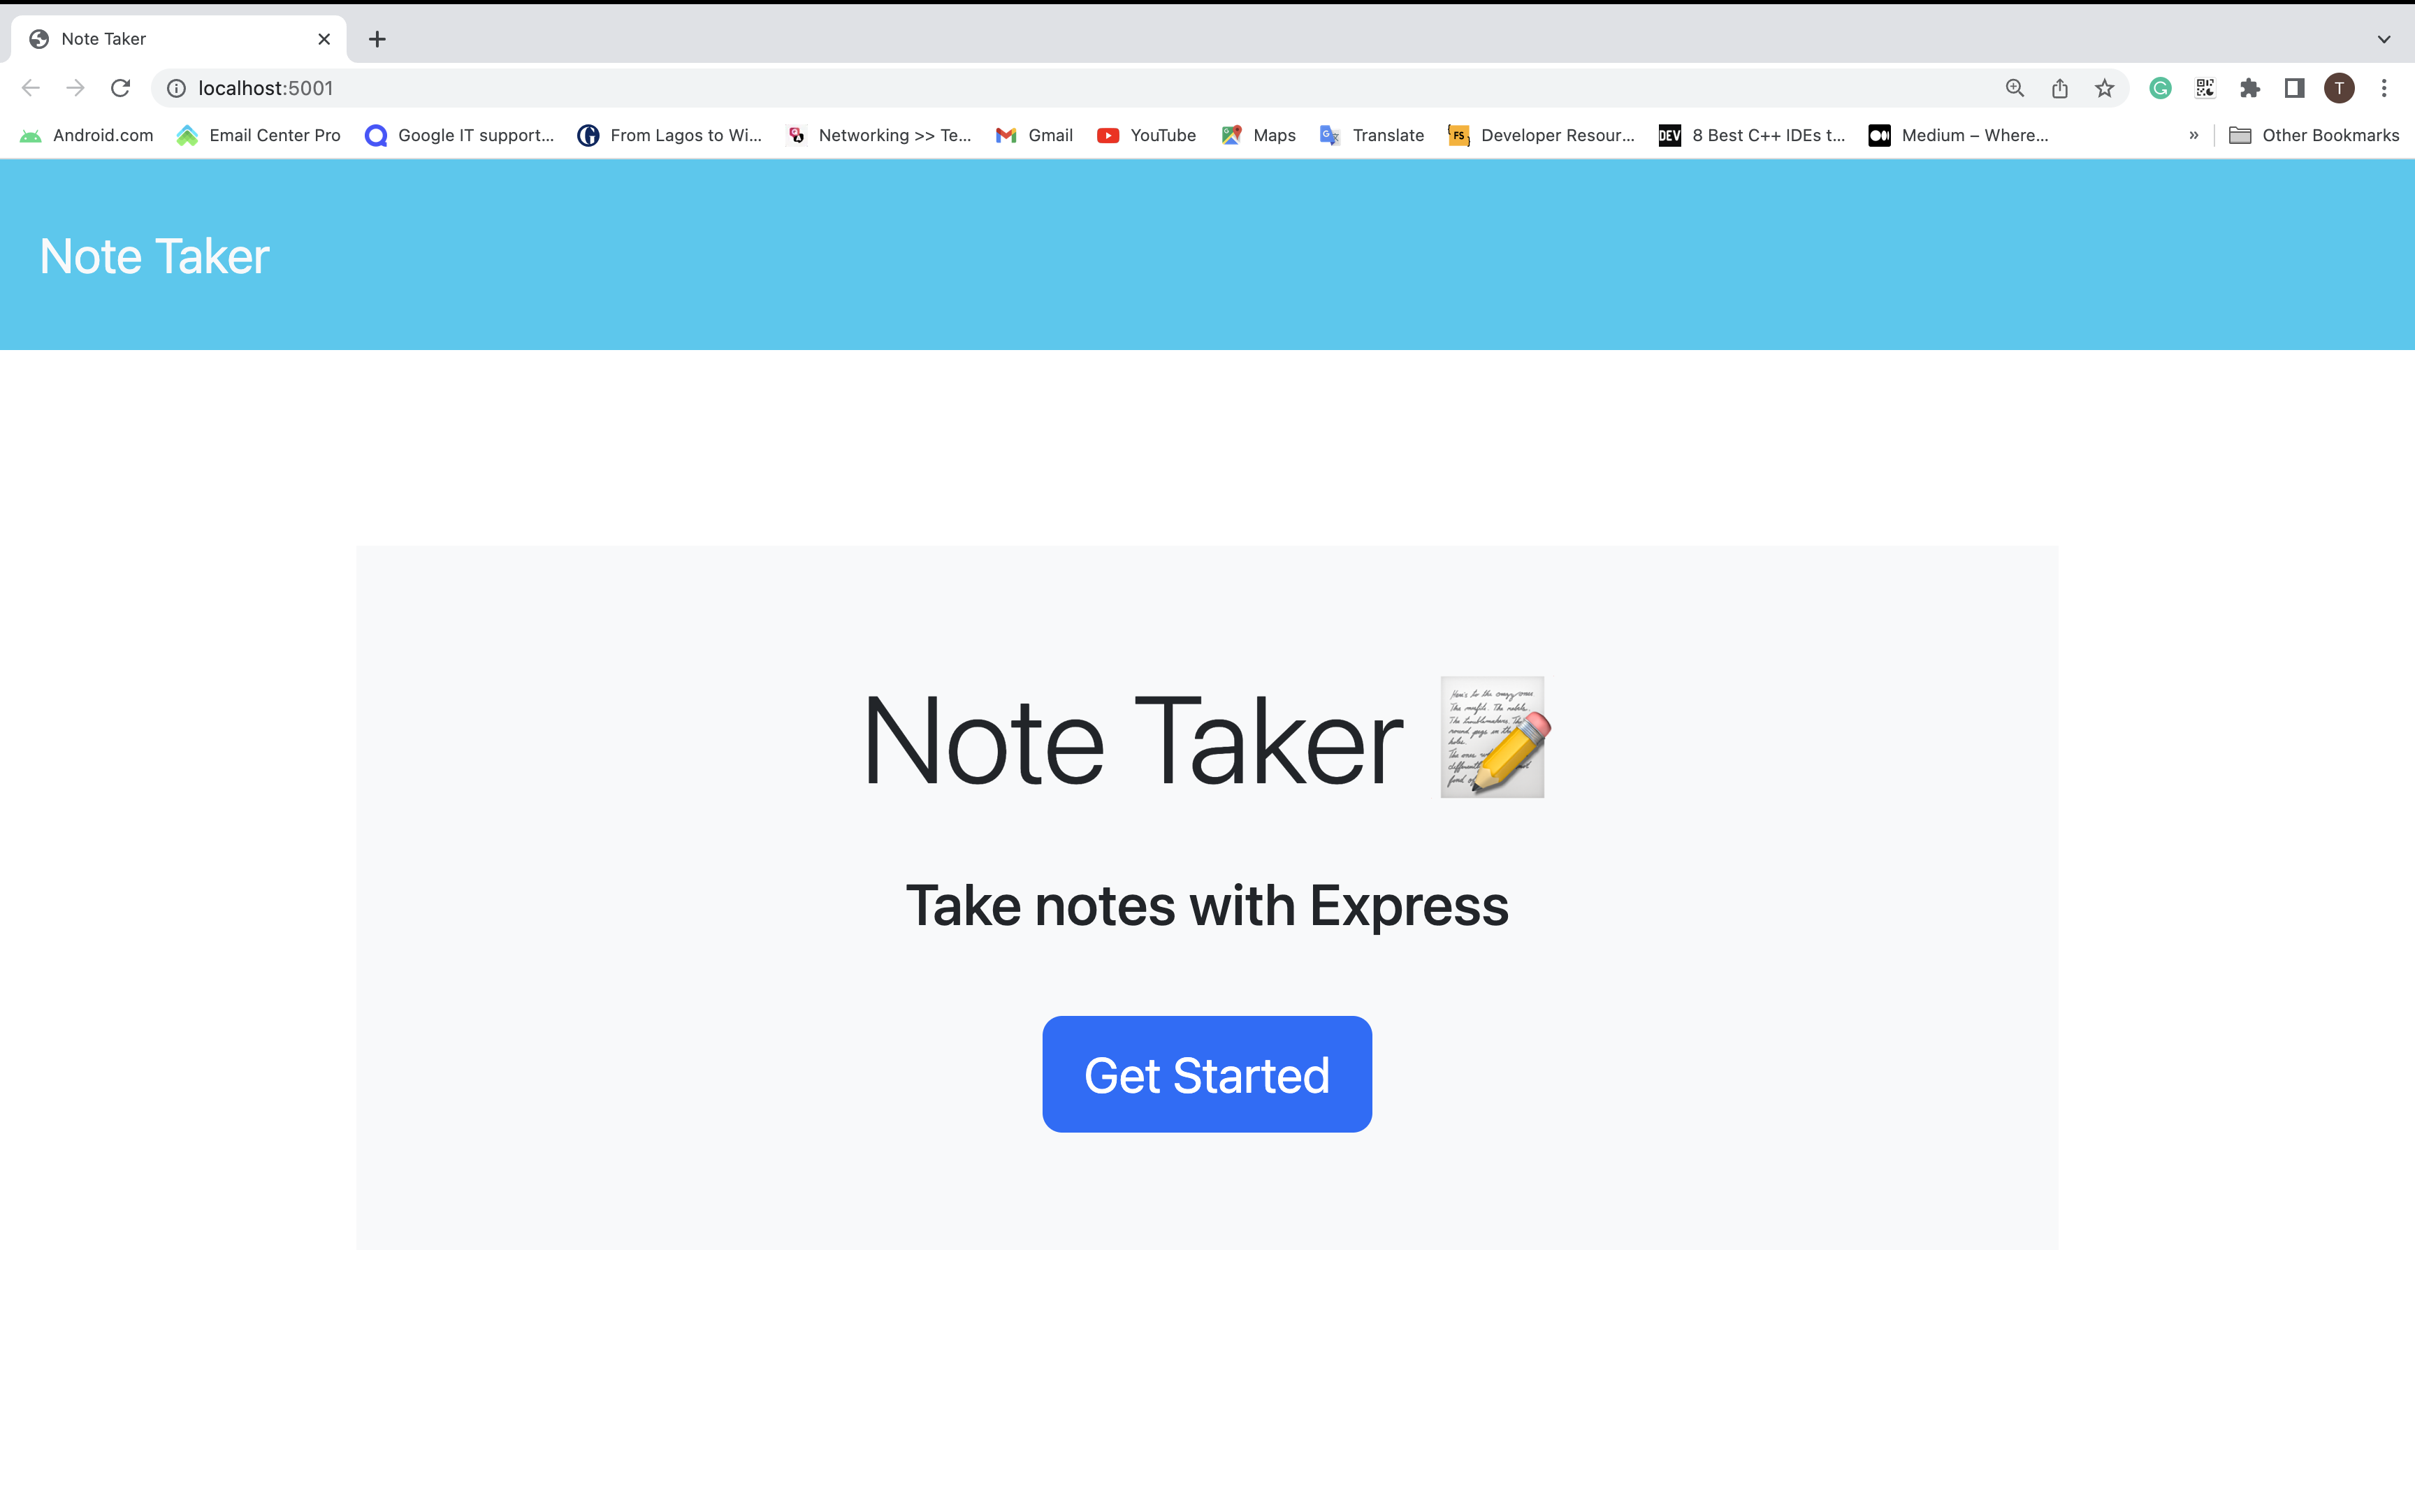 Note Taker
localhost:5001
T
Android.com
Email Center Pro
Google IT support...
From Lagos to Wi...
Networking >> Te...
Gmail
YouTube
Maps
Translate
FS
Developer Resour...
DEV
8 Best C++ IDEs t...
Medium – Where...
»
Other Bookmarks
Note Taker
Note Taker
Take notes with Express
Get Started